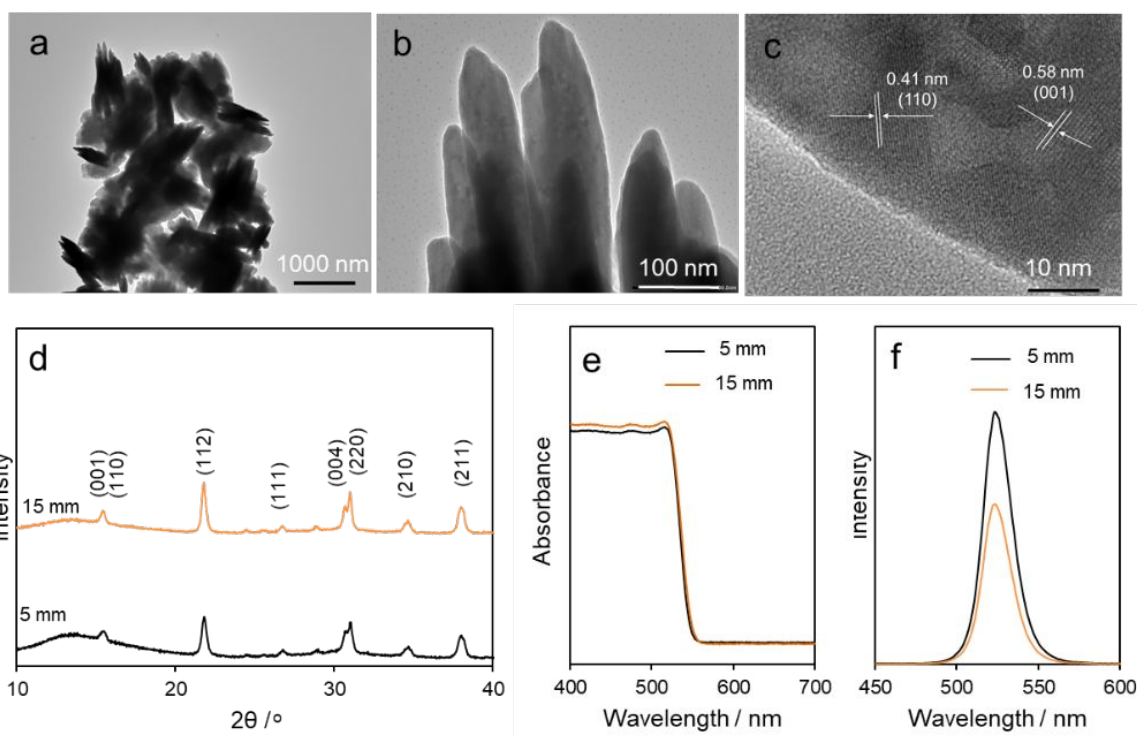 a
1000 nm
b
100 nm
c
0.41 nm
(110)
0.58 nm
(001)
10 nm
d
Intensity
(001)
(110)
(112)
(111)
(004)
(220)
(210)
(211)
15 mm
5 mm
10
20
30
40
2θ /°
e
5 mm
15 mm
Absorbance
400
500
600
700
Wavelength / nm
f
5 mm
15 mm
Intensity
450
500
550
600
Wavelength / nm